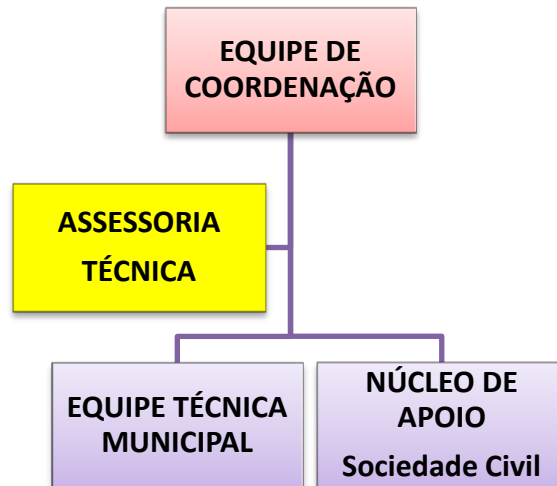 EQUIPE DE
COORDENAÇÃO
ASSESSORIA
TÉCNICA
EQUIPE TÉCNICA
MUNICIPAL
NÚCLEO DE
APOIO
Sociedade Civil